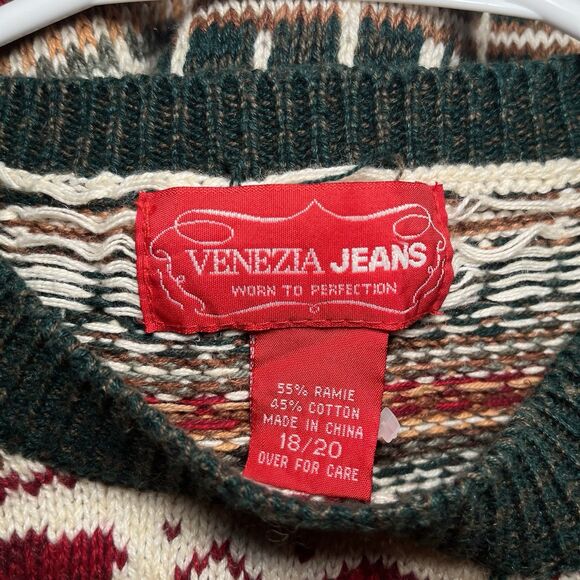 VENEZIA JEANS
WORN TO PERFECTION
55% RAMIE
45% COTTON
MADE IN CHINA
18/20
OVER FOR CARE